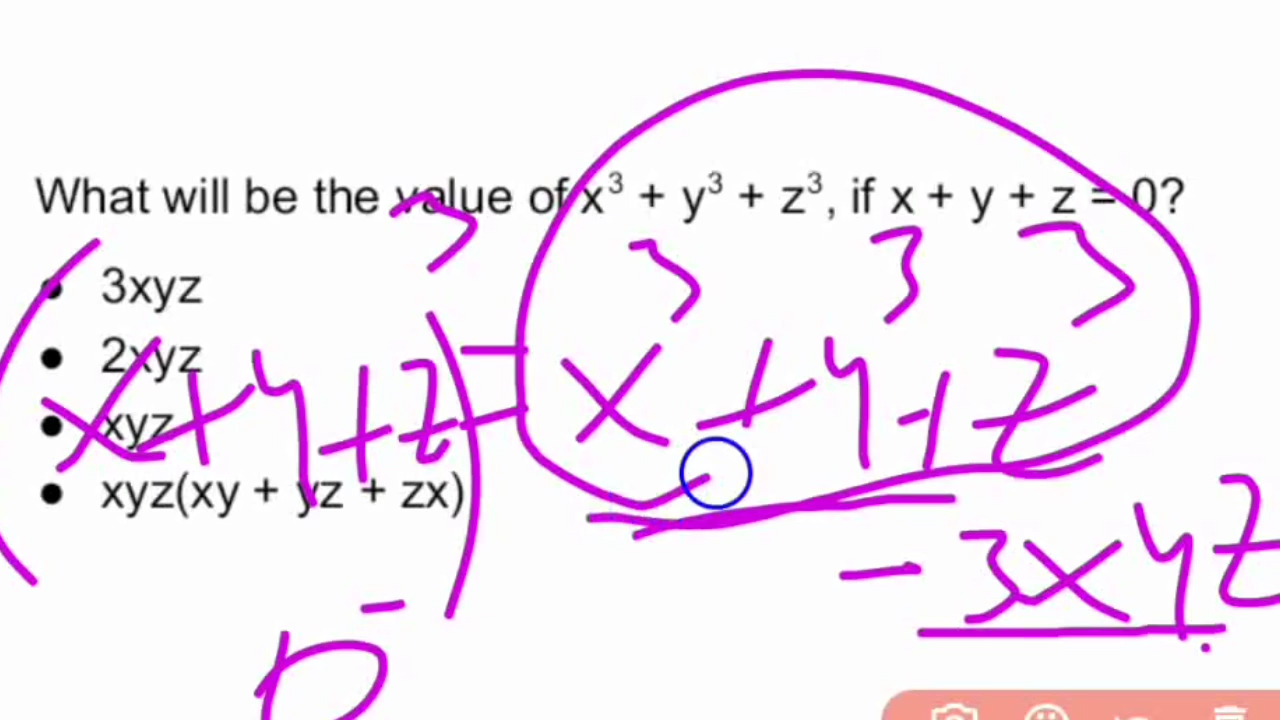 What will be the value of x³ + y³ + z³, if x + y + z = 0?
● 3xyz
● 2xyz
● xyz
● xyz(xy + yz + zx)
(x+y+z)³ = x³+y³+z³
- 3xyz